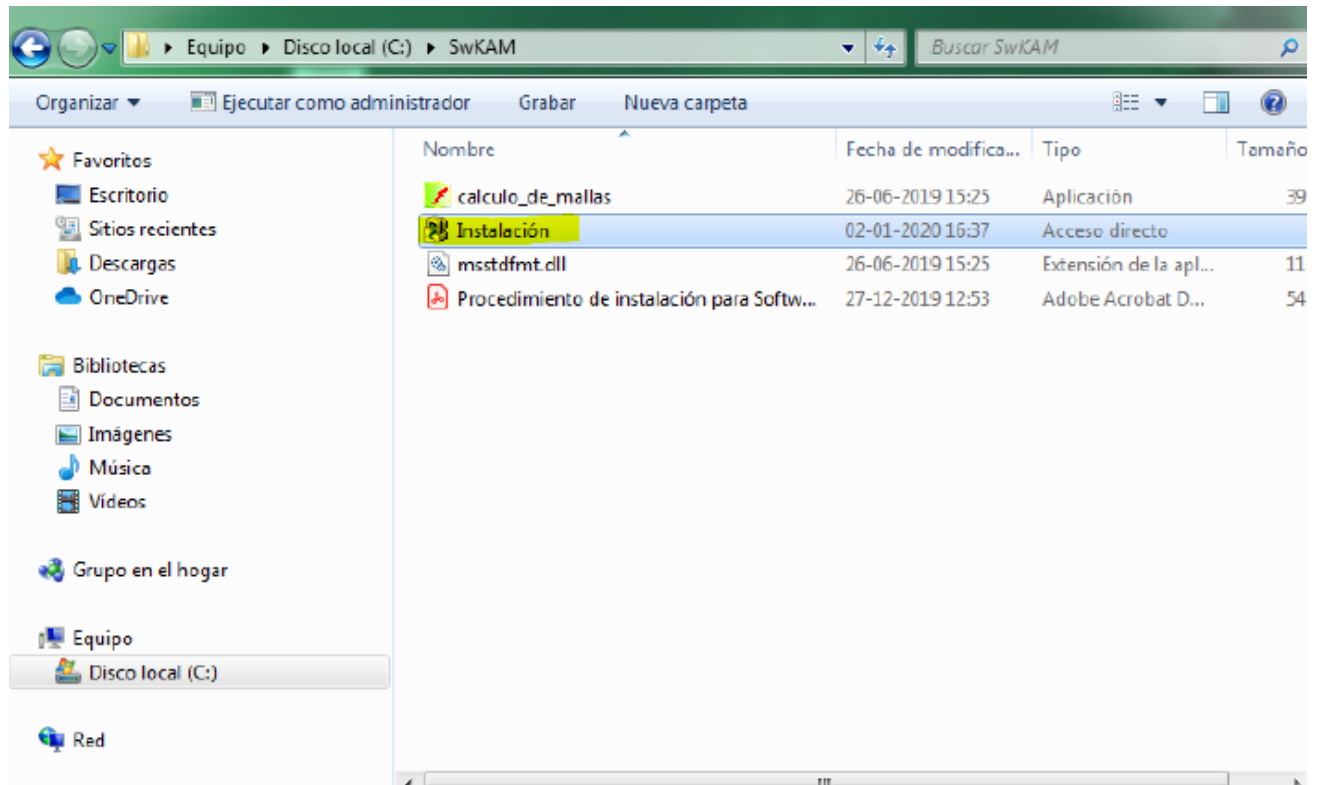 Equipo ▸ Disco local (C:) ▸ SwKAM Buscar SwKAM
Organizar Ejecutar como administrador Grabar Nueva carpeta
Nombre Fecha de modifica... Tipo Tamaño
calculo_de_mallas 26-06-2019 15:25 Aplicación 39
Instalación 02-01-2020 16:37 Acceso directo
msstdfmt.dll 26-06-2019 15:25 Extensión de la apl... 11
Procedimiento de instalación para Softw... 27-12-2019 12:53 Adobe Acrobat D... 54
Favoritos
Escritorio
Sitios recientes
Descargas
OneDrive
Bibliotecas
Documentos
Imágenes
Música
Vídeos
Grupo en el hogar
Equipo
Disco local (C:)
Red